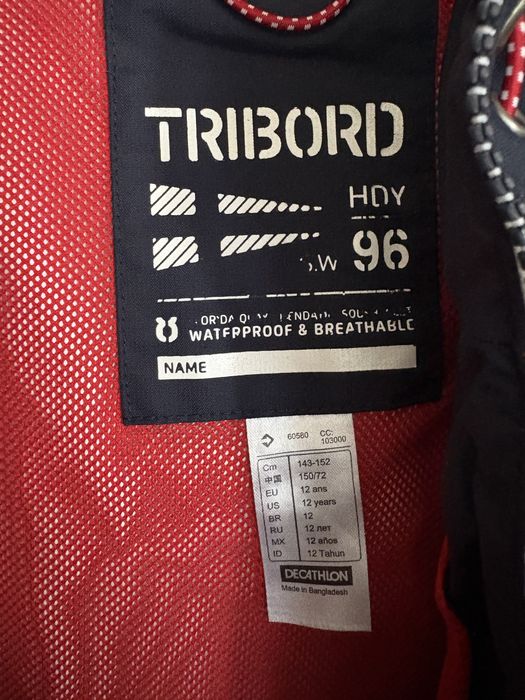 TRIBORD
HDY
S.W 96
WATERPROOF & BREATHABLE
NAME
60580 CC: 103000
Cm 143-152
中国 150/72
EU 12 ans
US 12 years
BR 12
RU 12 лет
MX 12 años
ID 12 Tahun
DECATHLON
Made in Bangladesh